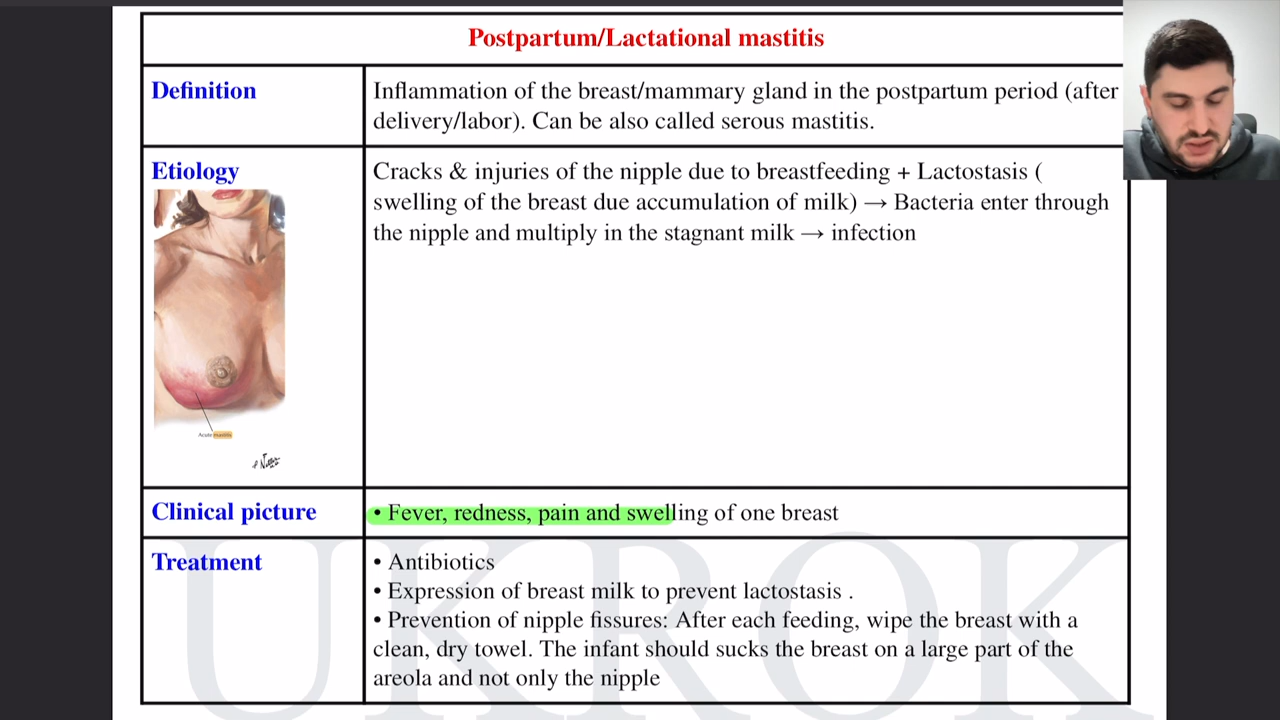 Postpartum/Lactational mastitis
Definition
Inflammation of the breast/mammary gland in the postpartum period (after
delivery/labor). Can be also called serous mastitis.
Etiology
Cracks & injuries of the nipple due to breastfeeding + Lactostasis (
swelling of the breast due accumulation of milk) → Bacteria enter through
the nipple and multiply in the stagnant milk → infection
Acute mastitis
Clinical picture
• Fever, redness, pain and swelling of one breast
Treatment
• Antibiotics
• Expression of breast milk to prevent lactostasis .
• Prevention of nipple fissures: After each feeding, wipe the breast with a
clean, dry towel. The infant should sucks the breast on a large part of the
areola and not only the nipple
UKROK